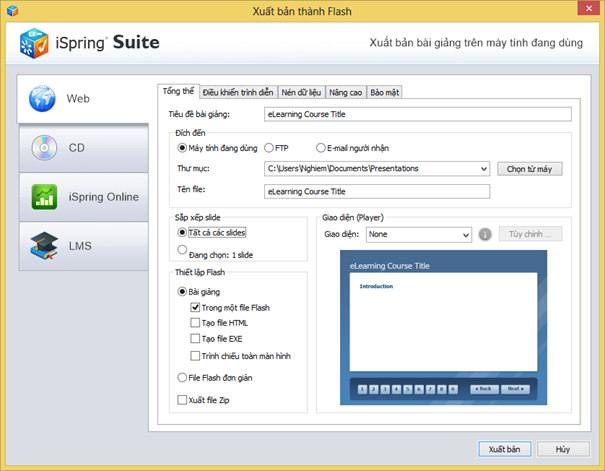 Xuất bản thành Flash
iSpring® Suite
Xuất bản bài giảng trên máy tính đang dùng
Web
CD
iSpring Online
LMS
Tổng thể Điều khiển trình diễn Nén dữ liệu Nâng cao Bảo mật
Tiêu đề bài giảng: eLearning Course Title
Đích đến
Máy tính đang dùng FTP E-mail người nhận
Thư mục: C:\Users\Nghiem\Documents\Presentations Chọn từ máy
Tên file: eLearning Course Title
Sắp xếp slide
Tất cả các slides
Đang chọn: 1 slide
Thiết lập Flash
Bài giảng
Trong một file Flash
Tạo file HTML
Tạo file EXE
Trình chiếu toàn màn hình
File Flash đơn giản
Xuất file Zip
Giao diện (Player)
Giao diện: None Tùy chỉnh ...
eLearning Course Title
Introduction
1 2 3 4 5 6 7 8 9 Back Next
Xuất bản Hủy